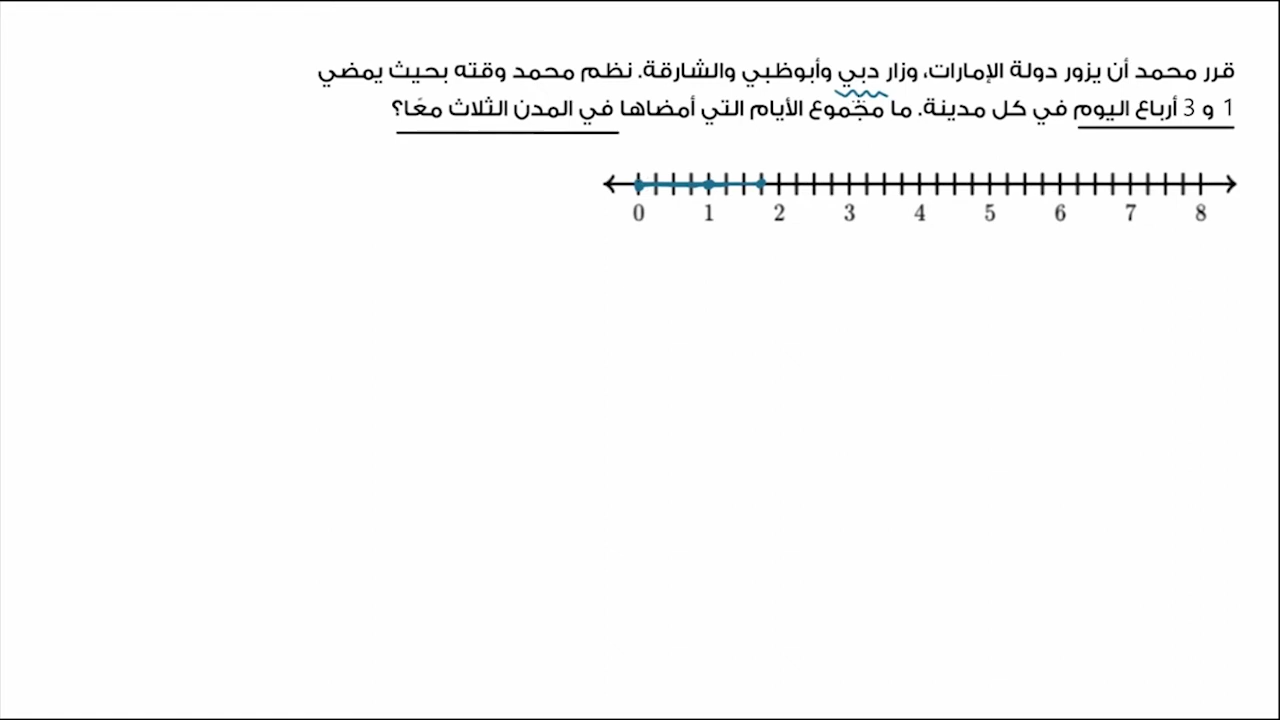 قرر محمد أن يزور دولة الإمارات، وزار دبي وأبوظبي والشارقة. نظم محمد وقته بحيث يمضي
1 و 3 أرباع اليوم في كل مدينة. ما مجموع الأيام التي أمضاها في المدن الثلاث معًا؟
0 1 2 3 4 5 6 7 8